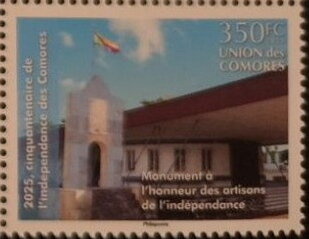 350FC
UNION des
COMORES
2025, cinquantenaire de
l'indépendance des Comores
Monument à
l'honneur des artisans
de l'indépendance
Philaposte